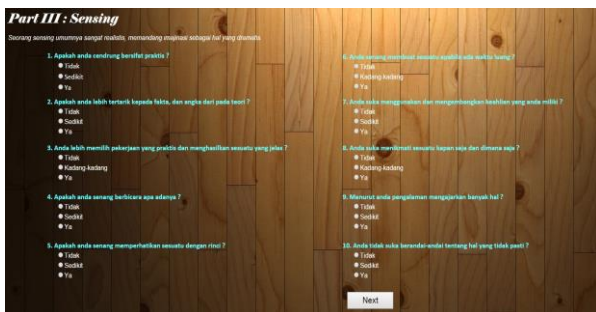 Part III : Sensing
Seorang sensing umumnya sangat realistis, memandang imajinasi sebagai hal yang dramatis
1. Apakah anda cendrung bersifat praktis ?
Tidak
Sedikit
Ya
2. Apakah anda lebih tertarik kepada fakta, dan angka dari pada teori ?
Tidak
Sedikit
Ya
3. Anda lebih memilih pekerjaan yang praktis dan menghasilkan sesuatu yang jelas ?
Tidak
Kadang-kadang
Ya
4. Apakah anda senang berbicara apa adanya ?
Tidak
Sedikit
Ya
5. Apakah anda senang memperhatikan sesuatu dengan rinci ?
Tidak
Sedikit
Ya
6. Anda senang membuat sesuatu apabila ada waktu luang ?
Tidak
Kadang-kadang
Ya
7. Anda suka menggunakan dan mengembangkan keahlian yang anda miliki ?
Tidak
Sedikit
Ya
8. Anda suka menikmati sesuatu kapan saja dan dimana saja ?
Tidak
Kadang-kadang
Ya
9. Menurut anda pengalaman mengajarkan banyak hal ?
Tidak
Sedikit
Ya
10. Anda tidak suka berandai-andai tentang hal yang tidak pasti ?
Tidak
Sedikit
Ya
Next